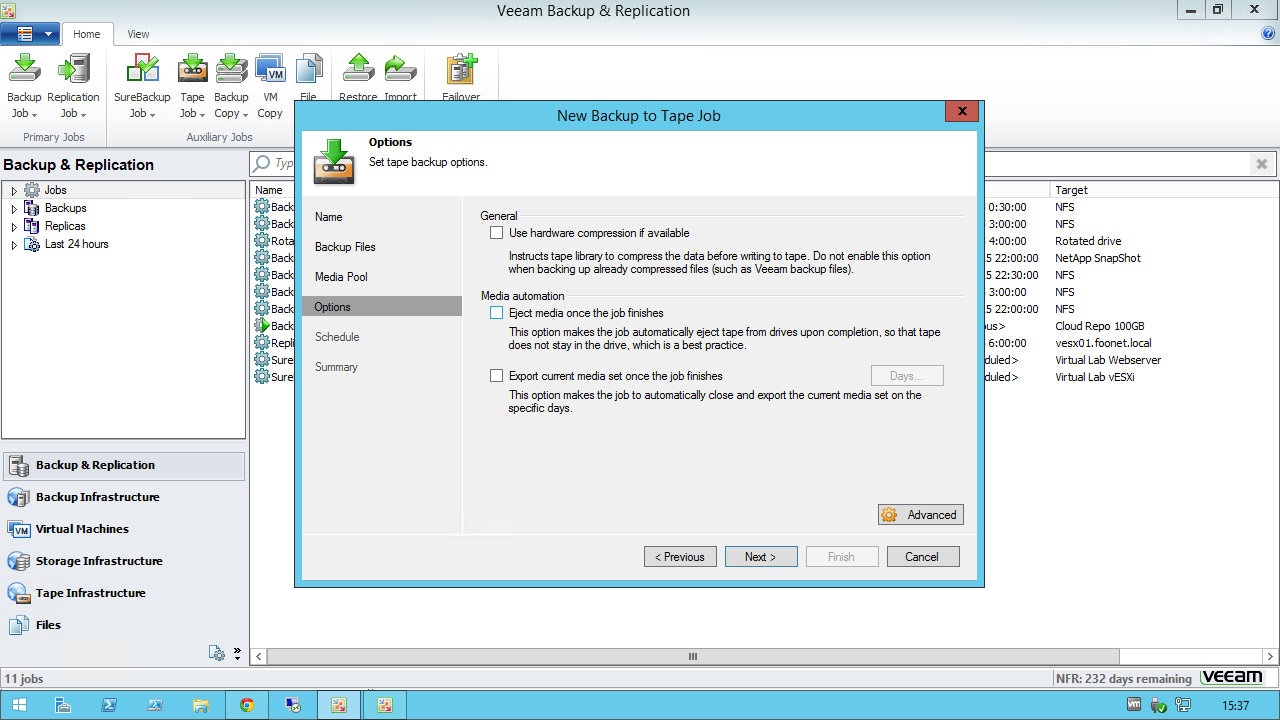 Veeam Backup & Replication
Home
View
Backup Job
Replication Job
SureBackup Job
Tape Job
Backup Copy
VM Copy
File
Restore
Import
Failover
Primary Jobs
Auxiliary Jobs
Backup & Replication
Jobs
Backups
Replicas
Last 24 hours
Backup & Replication
Backup Infrastructure
Virtual Machines
Storage Infrastructure
Tape Infrastructure
Files
Name
Target
Back
0:30:00
NFS
Back
3:00:00
NFS
Rota
4:00:00
Rotated drive
Back
5 22:00:00
NetApp SnapShot
Back
5 22:30:00
NFS
Back
3:00:00
NFS
Back
5 22:00:00
NFS
Back
ous>
Cloud Repo 100GB
Repli
6:00:00
vesx01.foonet.local
Sure
duled>
Virtual Lab Webserver
Sure
duled>
Virtual Lab vESXi
New Backup to Tape Job
Options
Set tape backup options.
Name
Backup Files
Media Pool
Options
Schedule
Summary
General
Use hardware compression if available
Instructs tape library to compress the data before writing to tape. Do not enable this option
when backing up already compressed files (such as Veeam backup files).
Media automation
Eject media once the job finishes
This option makes the job automatically eject tape from drives upon completion, so that tape
does not stay in the drive, which is a best practice.
Export current media set once the job finishes
Days...
This option makes the job to automatically close and export the current media set on the
specific days.
Advanced
< Previous
Next >
Finish
Cancel
11 jobs
NFR: 232 days remaining
veeam
15:37